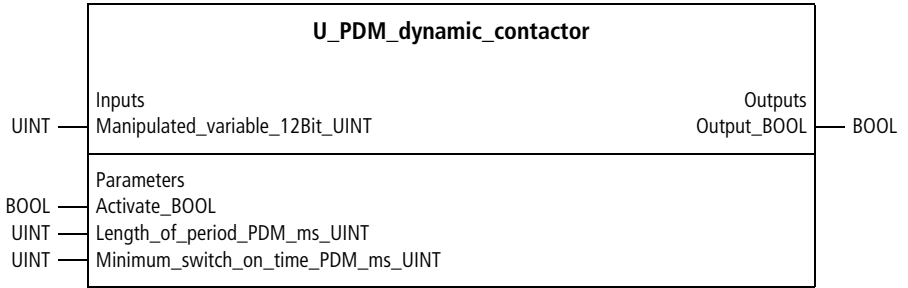 U_PDM_dynamic_contactor
Inputs Outputs
UINT Manipulated_variable_12Bit_UINT Output_BOOL BOOL
Parameters
BOOL Activate_BOOL
UINT Length_of_period_PDM_ms_UINT
UINT Minimum_switch_on_time_PDM_ms_UINT